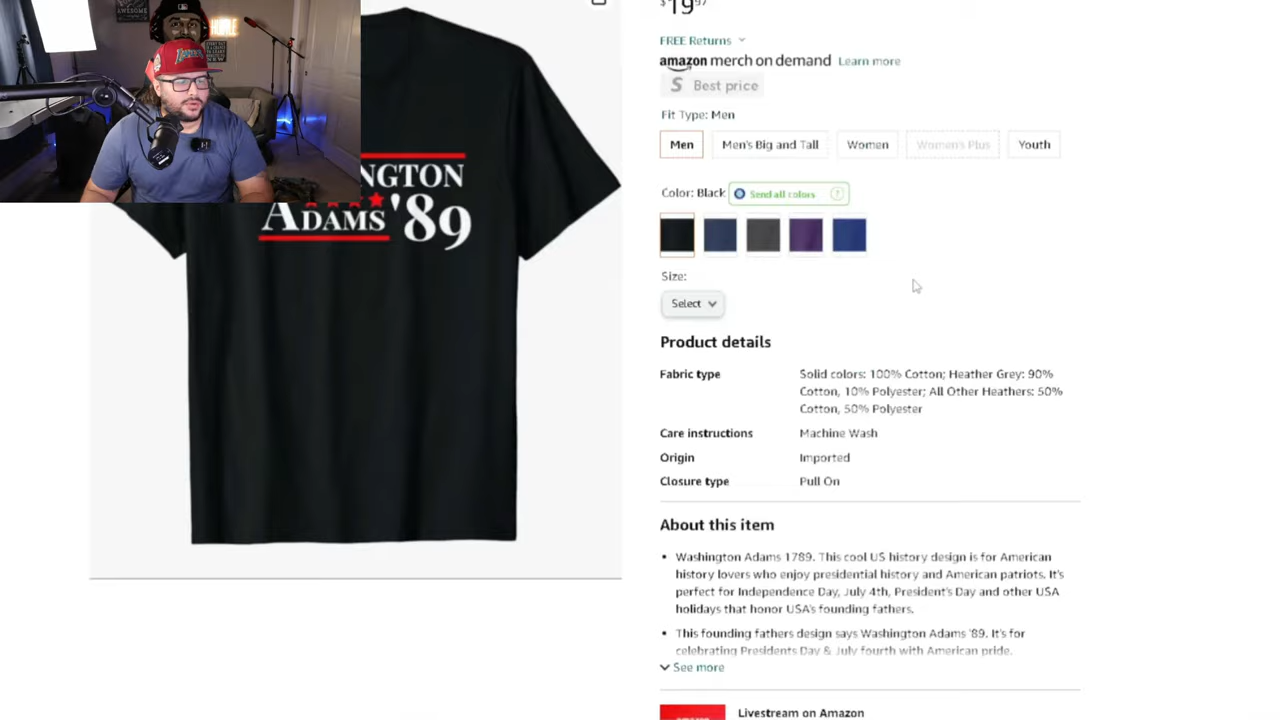 $19.97
FREE Returns
amazon merch on demand Learn more
S Best price
Fit Type: Men
Men Men's Big and Tall Women Women's Plus Youth
Color: Black Send all colors ?
Size:
Select
NGTON
ADAMS '89
Product details
Fabric type Solid colors: 100% Cotton; Heather Grey: 90%
Cotton, 10% Polyester; All Other Heathers: 50%
Cotton, 50% Polyester
Care instructions Machine Wash
Origin Imported
Closure type Pull On
About this item
• Washington Adams 1789. This cool US history design is for American
history lovers who enjoy presidential history and American patriots. It's
perfect for Independence Day, July 4th, President's Day and other USA
holidays that honor USA's founding fathers.
• This founding fathers design says Washington Adams '89. It's for
celebrating Presidents Day & July fourth with American pride.
See more
Livestream on Amazon